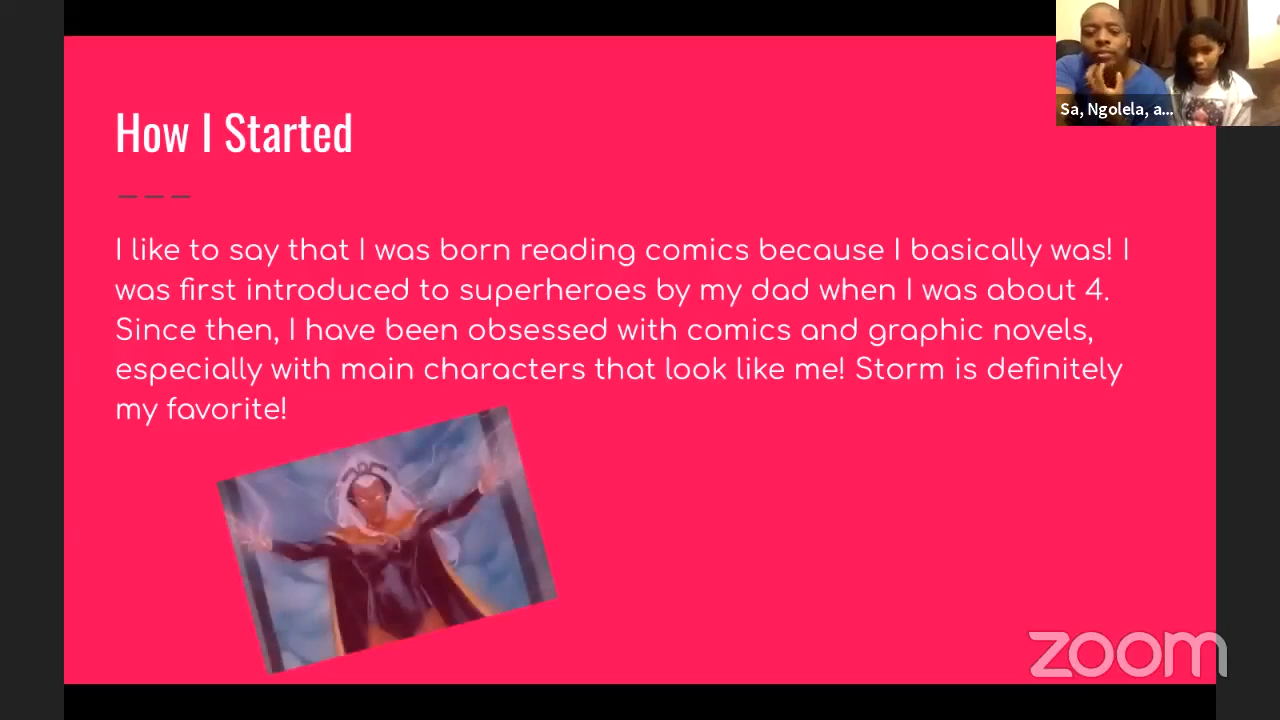 How I Started
I like to say that I was born reading comics because I basically was! I
was first introduced to superheroes by my dad when I was about 4.
Since then, I have been obsessed with comics and graphic novels,
especially with main characters that look like me! Storm is definitely
my favorite!
Sa, Ngolela, a...
zoom